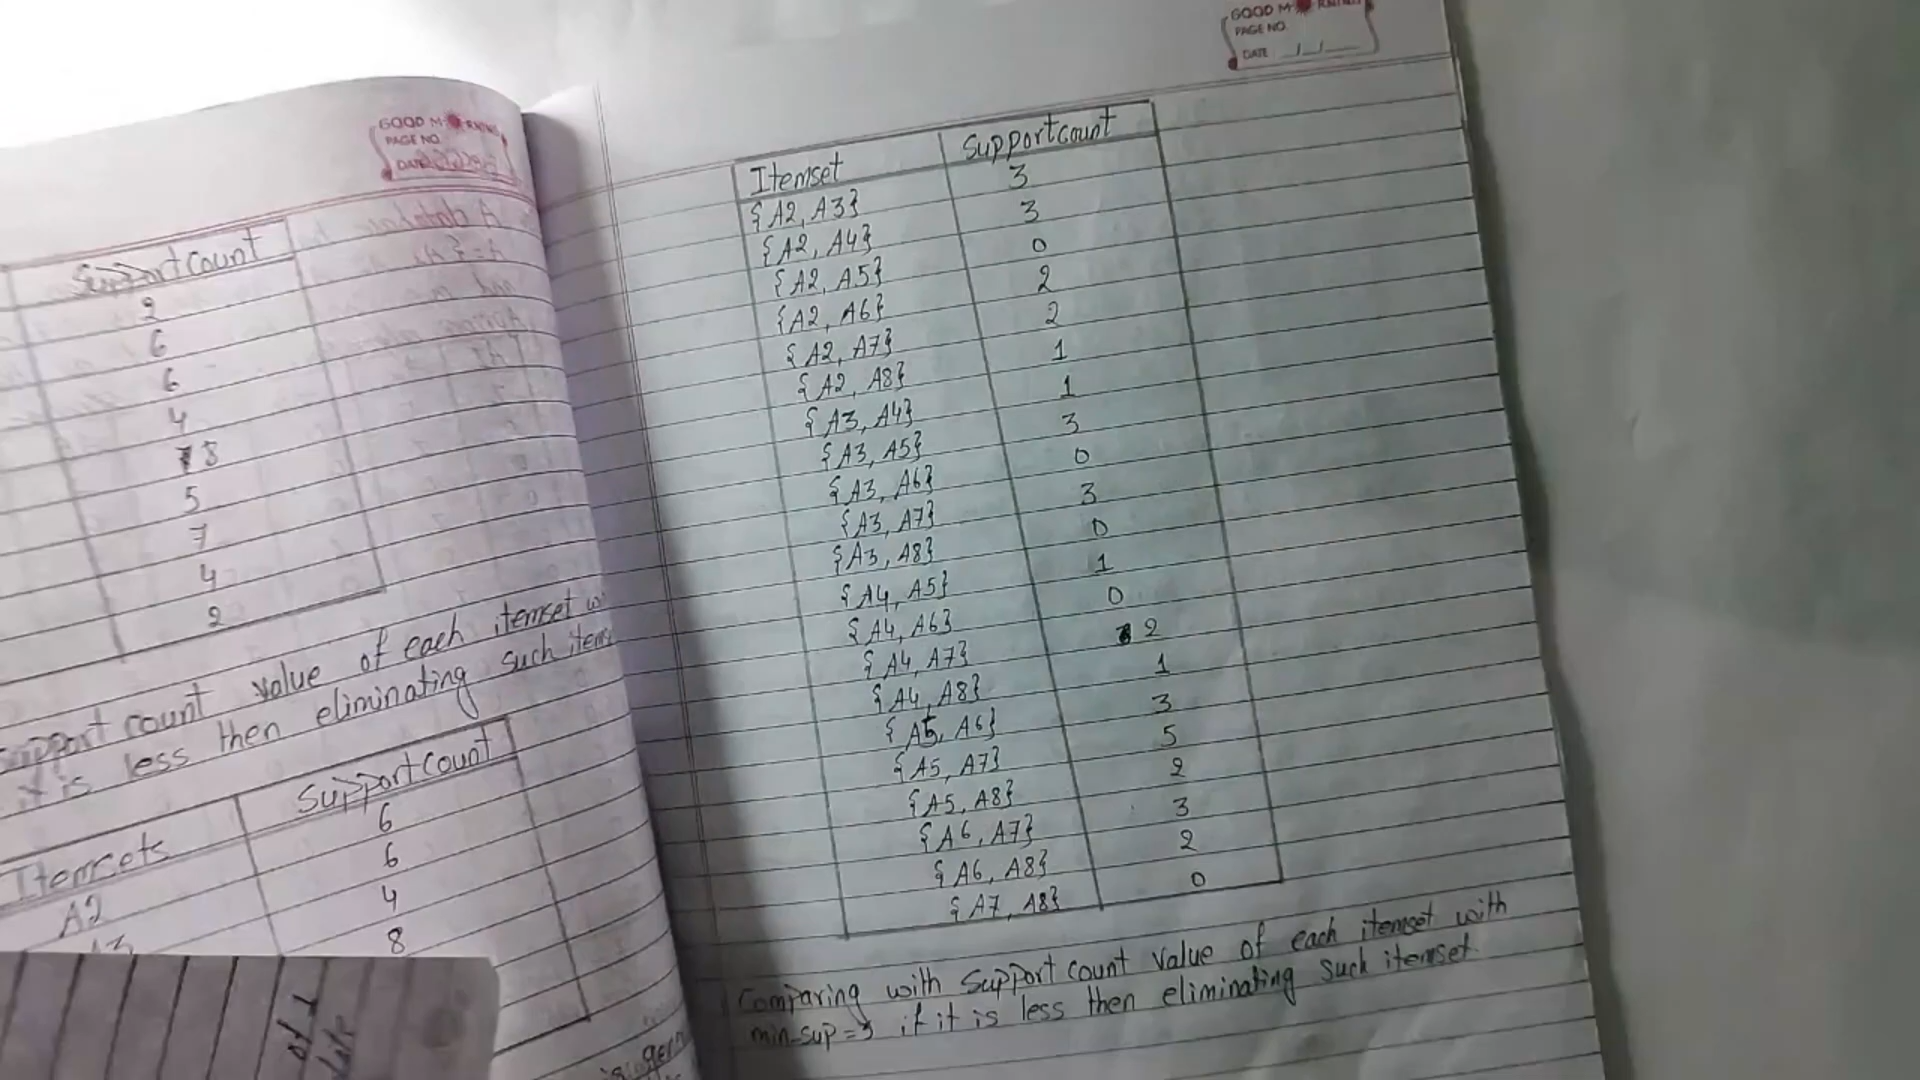 GOOD M RNING
PAGE NO.
DATE
Support count
2
6
6
4
8
5
7
4
2
support count value of each itemset
it is less then eliminating such
Itemsets Support count
A2 6
6
4
8
GOOD M RNING
PAGE NO.
DATE
Itemset Support count
{A2, A3} 3
{A2, A4} 3
{A2, A5} 0
{A2, A6} 2
{A2, A7} 2
{A2, A8} 1
{A3, A4} 1
{A3, A5} 3
{A3, A6} 0
{A3, A7} 3
{A3, A8} 0
{A4, A5} 1
{A4, A6} 0
{A4, A7} 2
{A4, A8} 1
{A5, A6} 3
{A5, A7} 5
{A5, A8} 2
{A6, A7} 3
{A6, A8} 2
{A7, A8} 0
Comparing with support count value of each itemset with
min-sup = if it is less then eliminating such itemset.